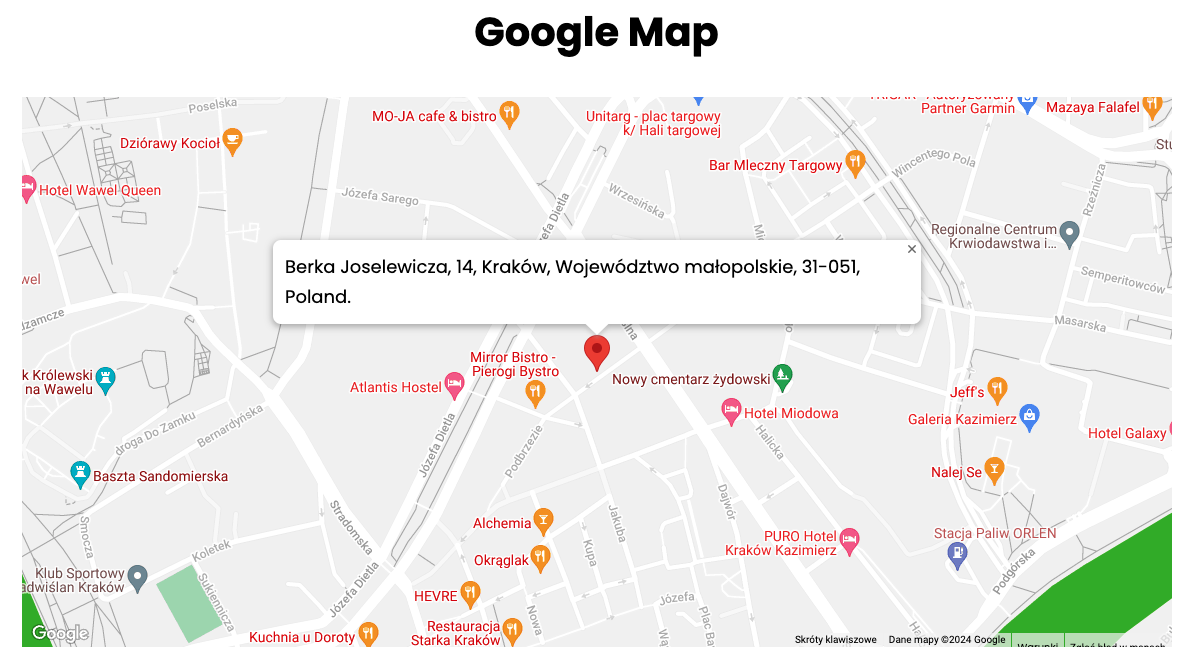 Google Map
Poselska
MO-JA cafe & bistro
Unitarg - plac targowy
k/ Hali targowej
Partner Garmin
Mazaya Falafel
Dziórawy Kocioł
Bar Mleczny Targowy
Wincentego Pola
Hotel Wawel Queen
Józefa Sarego
Wrzesińska
Rzeźnicza
Józefa Dietla
Regionalne Centrum
Krwiodawstwa i...
Berka Joselewicza, 14, Kraków, Województwo małopolskie, 31-051,
Poland.
×
wel
Semperitowców
dzamcze
Masarska
Mirror Bistro -
Pierogi Bystro
k Królewski
na Wawelu
Atlantis Hostel
Nowy cmentarz żydowski
Jeff's
Hotel Miodowa
Galeria Kazimierz
Hotel Galaxy
droga Do Zamku
Bernardyńska
Józefa Dietla
Podbrzezie
Halicka
Baszta Sandomierska
Nalej Se
Dajwór
Stradomska
Smocza
Alchemia
Jakuba
Kupa
PURO Hotel
Kraków Kazimierz
Stacja Paliw ORLEN
Koletek
Okrąglak
Podgórska
Klub Sportowy
adwiślan Kraków
Sukiennicza
Józefa Dietla
HEVRE
Józefa
Nowa
Plac Ba
Google
Kuchnia u Doroty
Restauracja
Starka Kraków
Skróty klawiszowe
Dane mapy ©2024 Google
Warunki
Zgłoś błąd w mapach